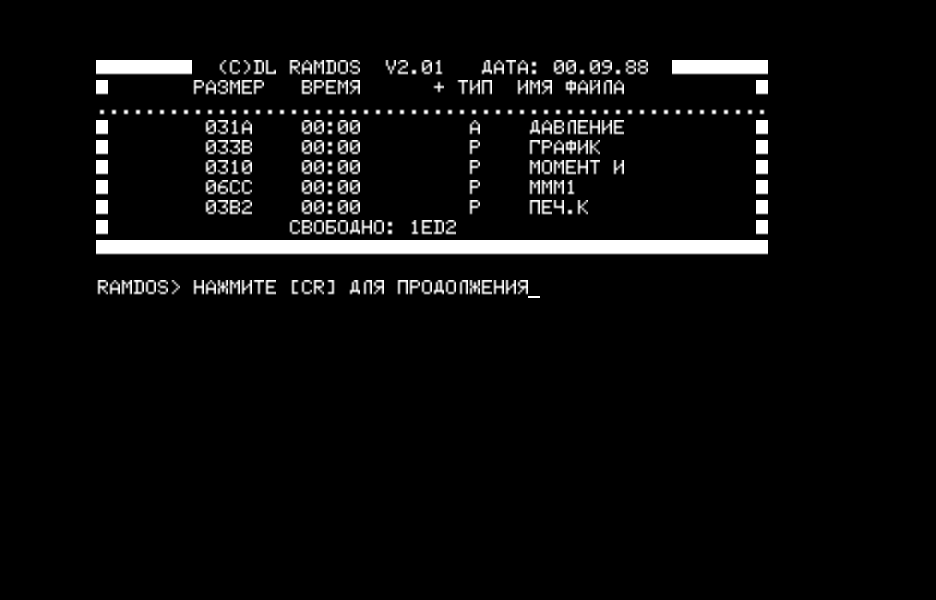 (C)DL RAMDOS V2.01 ДАТА: 00.09.88
РАЗМЕР ВРЕМЯ + ТИП ИМЯ ФАЙЛА
031A 00:00 A ДАВЛЕНИЕ
033B 00:00 P ГРАФИК
0310 00:00 P МОМЕНТ И
06CC 00:00 P МММ1
03B2 00:00 P ПЕЧ.К
СВОБОДНО: 1ED2
RAMDOS> НАЖМИТЕ [CR] ДЛЯ ПРОДОЛЖЕНИЯ_